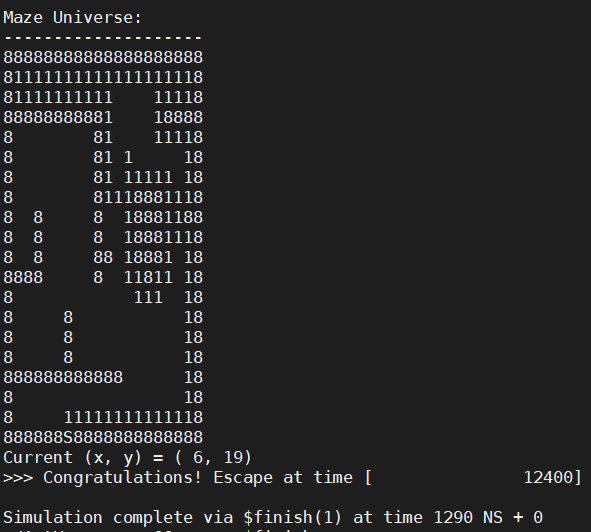 Maze Universe:
--------------------
88888888888888888888
81111111111111111118
81111111111    11118
88888888881    18888
8        81    11118
8        81 1     18
8        81 11111 18
8        81118881118
8  8     8  18881188
8  8     8  18881118
8  8     88 18881 18
8888     8  11811 18
8            111  18
8     8           18
8     8           18
8     8           18
888888888888      18
8                 18
8     11111111111118
888888S8888888888888
Current (x, y) = ( 6, 19)
>>> Congratulations! Escape at time [               12400]
Simulation complete via $finish(1) at time 1290 NS + 0